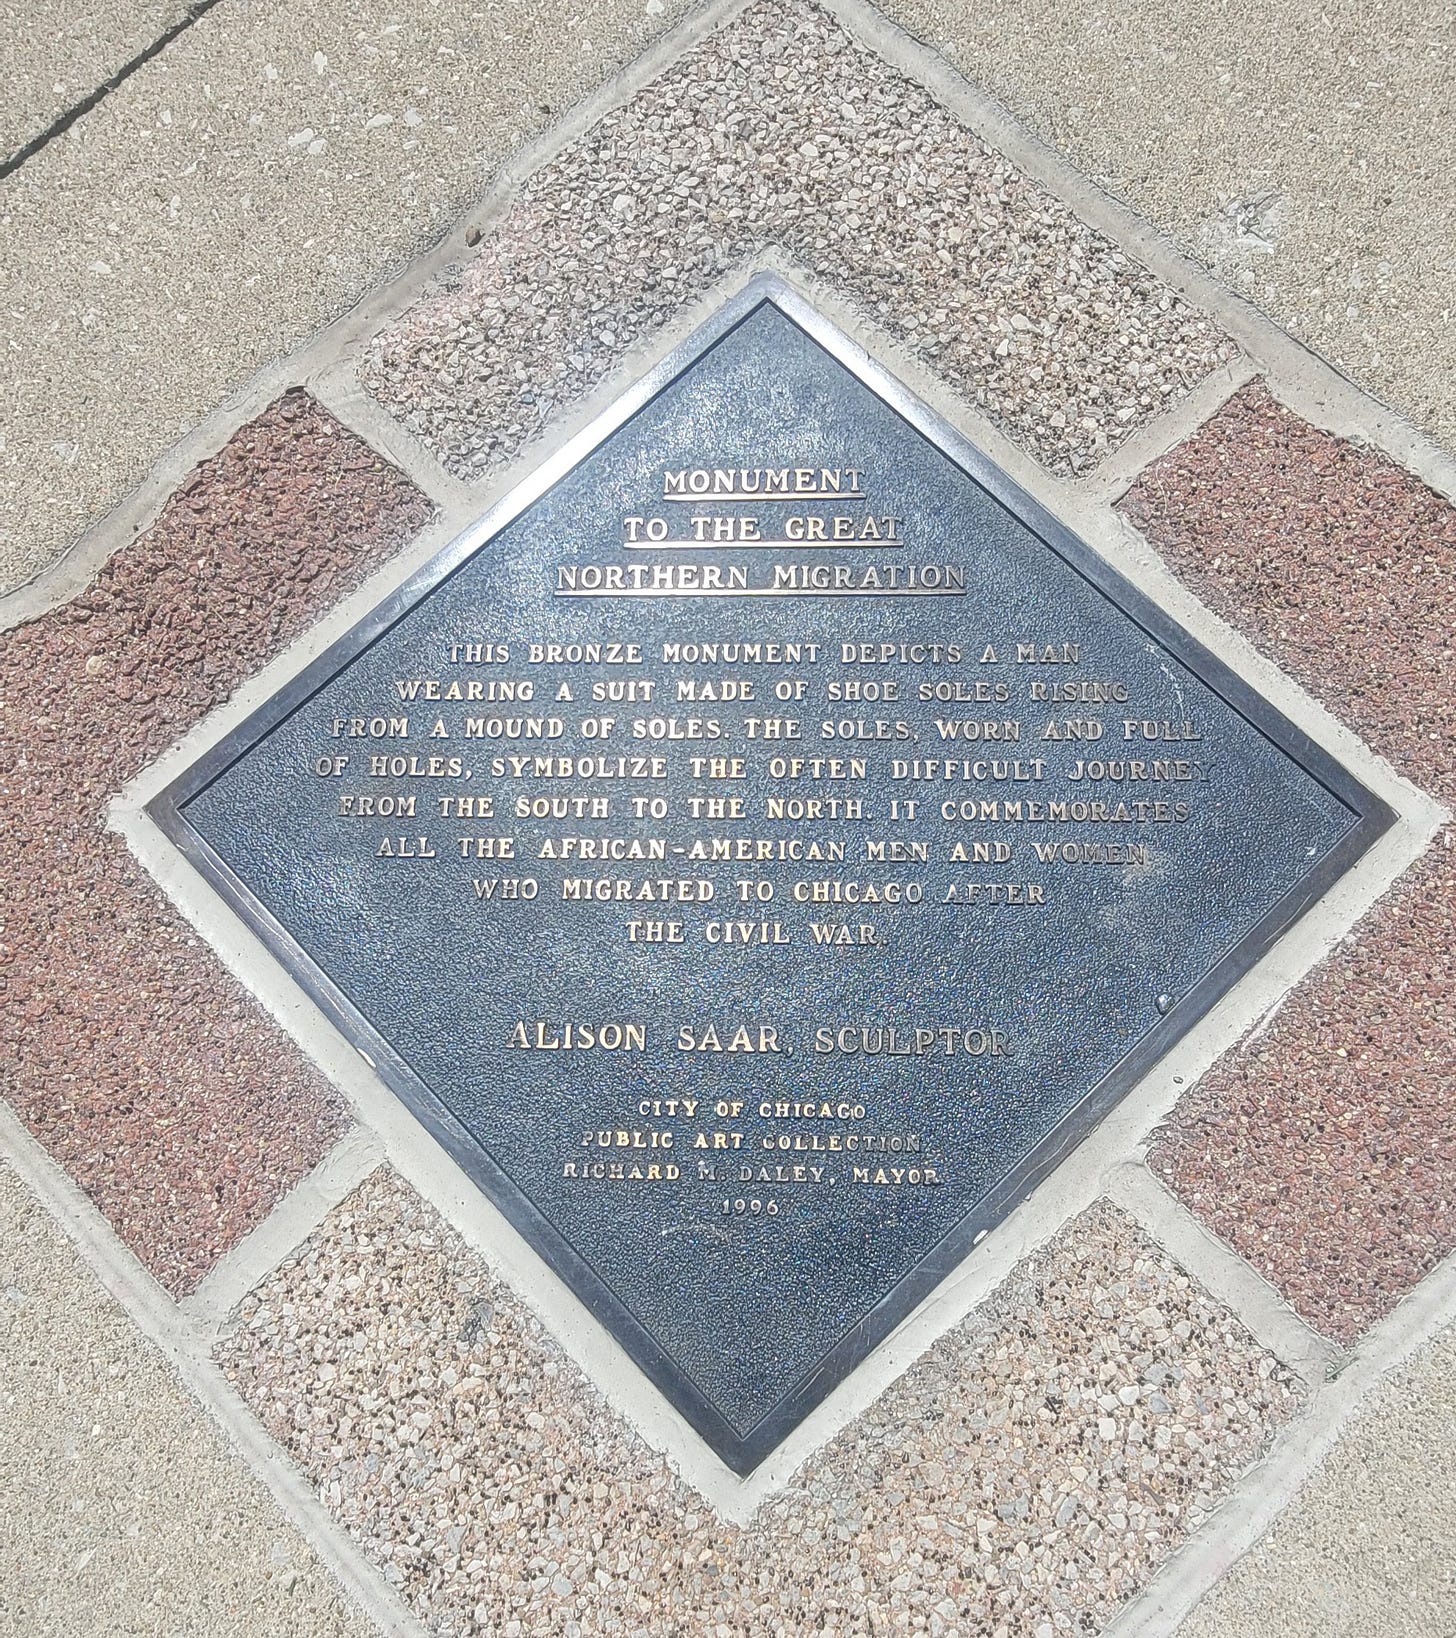 MONUMENT
TO THE GREAT
NORTHERN MIGRATION
THIS BRONZE MONUMENT DEPICTS A MAN
WEARING A SUIT MADE OF SHOE SOLES RISING
FROM A MOUND OF SOLES. THE SOLES, WORN AND FULL
OF HOLES, SYMBOLIZE THE OFTEN DIFFICULT JOURNEY
FROM THE SOUTH TO THE NORTH. IT COMMEMORATES
ALL THE AFRICAN-AMERICAN MEN AND WOMEN
WHO MIGRATED TO CHICAGO AFTER
THE CIVIL WAR.
ALISON SAAR, SCULPTOR
CITY OF CHICAGO
PUBLIC ART COLLECTION
RICHARD M. DALEY, MAYOR
1996